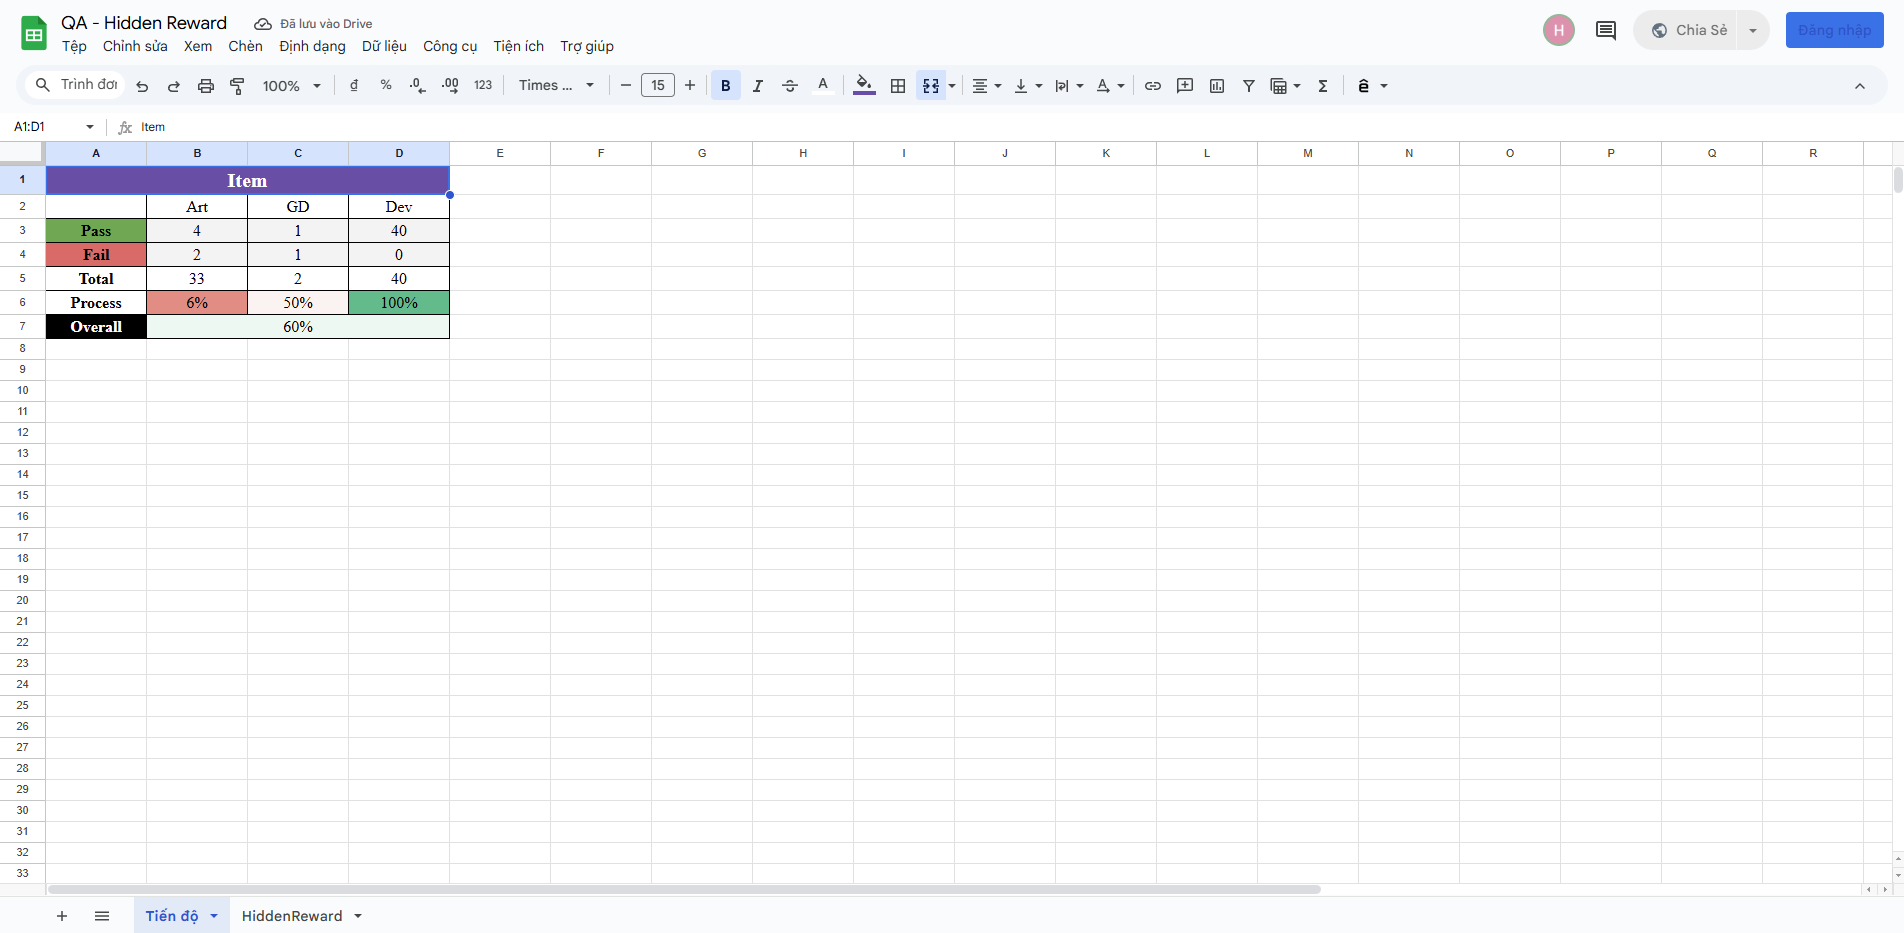 QA - Hidden Reward
Đã lưu vào Drive
H
Chia Sẻ
Đăng nhập
Tệp Chỉnh sửa Xem Chèn Định dạng Dữ liệu Công cụ Tiện ích Trợ giúp
Trình đơn 100% đ % .0 .00 123 Times ... 15 B I A Σ ê
A1:D1 fx Item
A B C D E F G H I J K L M N O P Q R
1 Item
2 Art GD Dev
3 Pass 4 1 40
4 Fail 2 1 0
5 Total 33 2 40
6 Process 6% 50% 100%
7 Overall 60%
8
9
10
11
12
13
14
15
16
17
18
19
20
21
22
23
24
25
26
27
28
29
30
31
32
33
Tiến độ HiddenReward